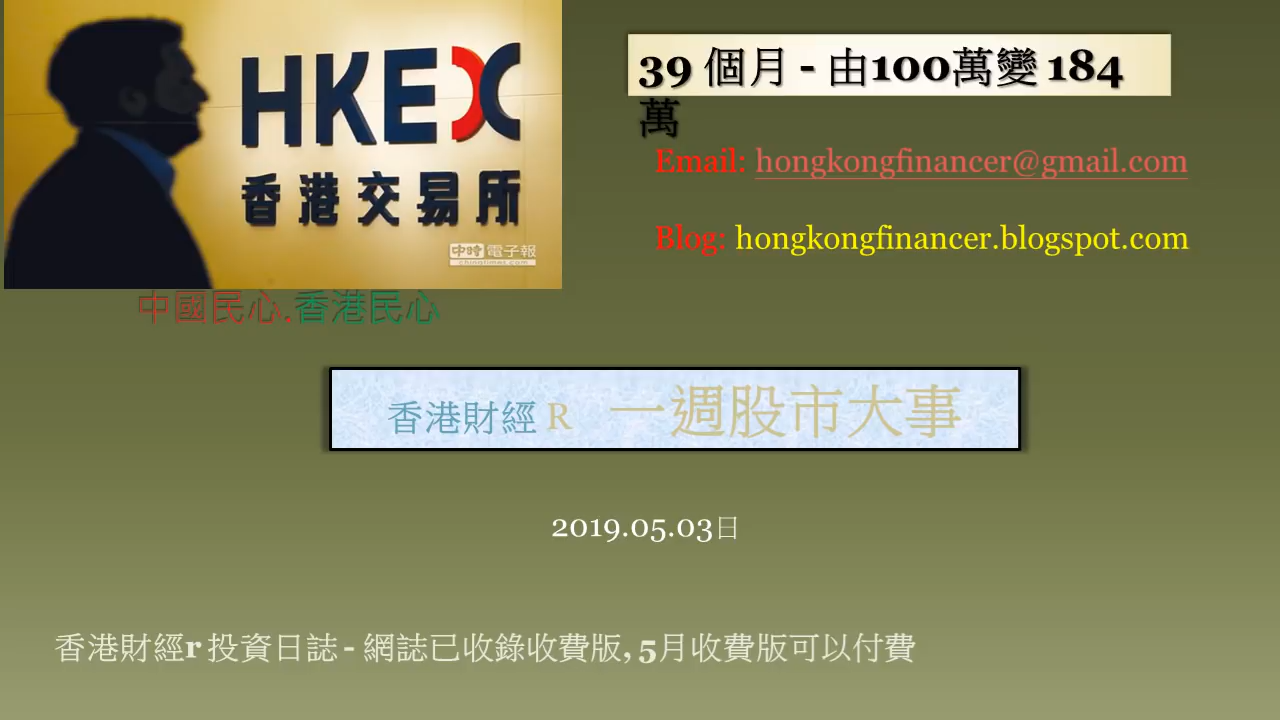 HKEX
香港交易所
中時電子報
chinatimes.com
39 個月 - 由100萬變 184
萬
Email: hongkongfinancer@gmail.com
Blog: hongkongfinancer.blogspot.com
中國民心.香港民心
香港財經 R 一週股市大事
2019.05.03日
香港財經r 投資日誌 - 網誌已收錄收費版, 5月收費版可以付費